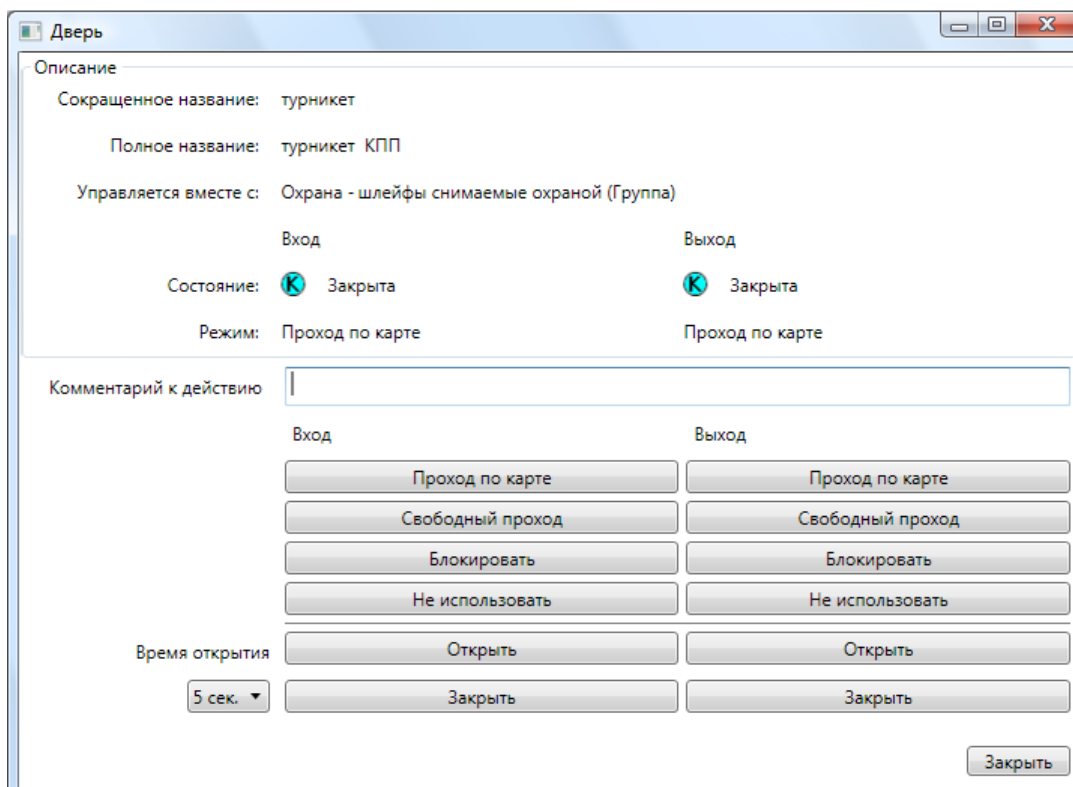 Дверь
Описание
Сокращенное название: турникет
Полное название: турникет КПП
Управляется вместе с: Охрана - шлейфы снимаемые охраной (Группа)
Вход Выход
Состояние: К Закрыта К Закрыта
Режим: Проход по карте Проход по карте
Комментарий к действию
Вход Выход
Проход по карте Проход по карте
Свободный проход Свободный проход
Блокировать Блокировать
Не использовать Не использовать
Время открытия Открыть Открыть
5 сек. Закрыть Закрыть
Закрыть